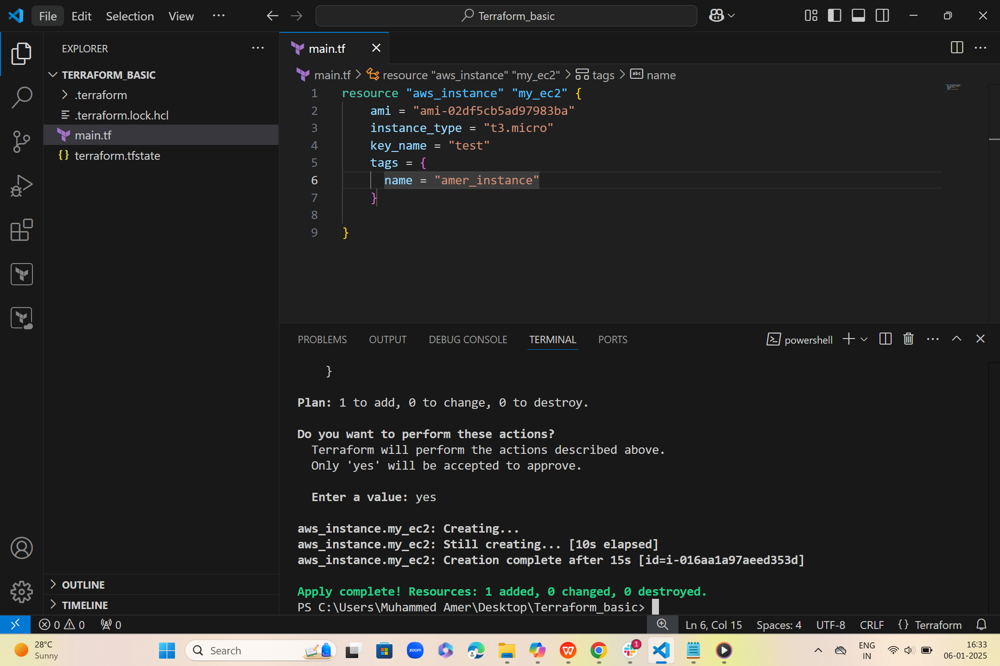 File Edit Selection View ··· Terraform_basic
EXPLORER ···
TERRAFORM_BASIC
.terraform
.terraform.lock.hcl
main.tf
{} terraform.tfstate
OUTLINE
TIMELINE
main.tf
main.tf > resource "aws_instance" "my_ec2" > tags > abc name
1 resource "aws_instance" "my_ec2" {
2 ami = "ami-02df5cb5ad97983ba"
3 instance_type = "t3.micro"
4 key_name = "test"
5 tags = {
6 name = "amer_instance"
7 }
8
9 }
PROBLEMS OUTPUT DEBUG CONSOLE TERMINAL PORTS powershell
}
Plan: 1 to add, 0 to change, 0 to destroy.
Do you want to perform these actions?
Terraform will perform the actions described above.
Only 'yes' will be accepted to approve.
Enter a value: yes
aws_instance.my_ec2: Creating...
aws_instance.my_ec2: Still creating... [10s elapsed]
aws_instance.my_ec2: Creation complete after 15s [id=i-016aa1a97aeed353d]
Apply complete! Resources: 1 added, 0 changed, 0 destroyed.
PS C:\Users\Muhammed Amer\Desktop\Terraform_basic>
0 0 0 Ln 6, Col 15 Spaces: 4 UTF-8 CRLF {} Terraform
28°C
Sunny
Search
zoom
W
1
ENG
IN
16:33
06-01-2025